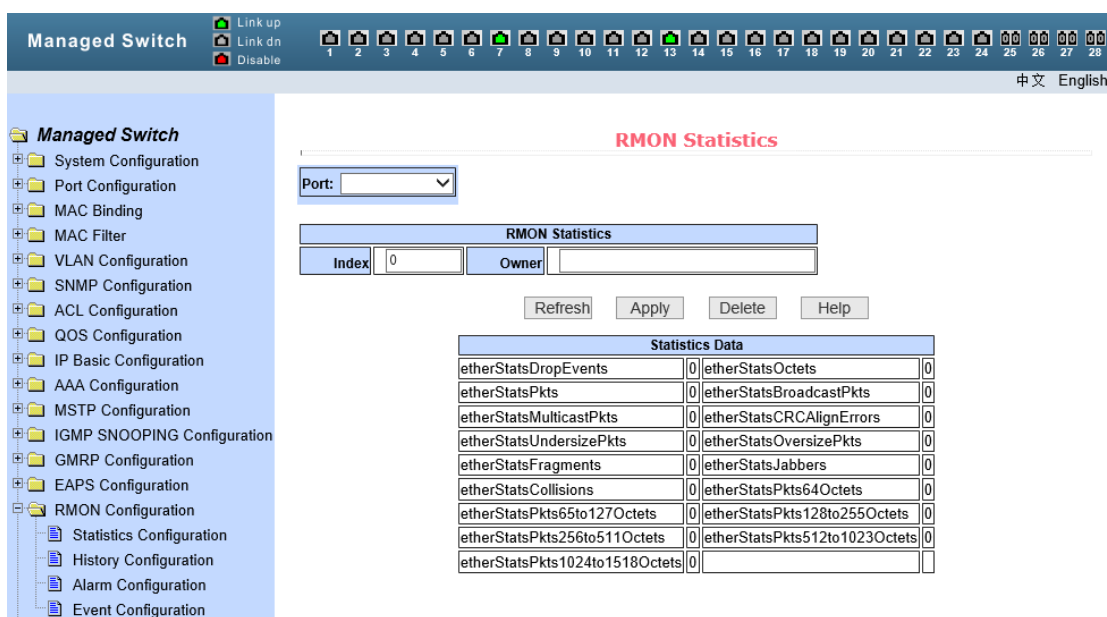 Managed Switch
Link up
Link dn
Disable
1 2 3 4 5 6 7 8 9 10 11 12 13 14 15 16 17 18 19 20 21 22 23 24 25 26 27 28
中文 English
Managed Switch
System Configuration
Port Configuration
MAC Binding
MAC Filter
VLAN Configuration
SNMP Configuration
ACL Configuration
QOS Configuration
IP Basic Configuration
AAA Configuration
MSTP Configuration
IGMP SNOOPING Configuration
GMRP Configuration
EAPS Configuration
RMON Configuration
Statistics Configuration
History Configuration
Alarm Configuration
Event Configuration
RMON Statistics
Port:
RMON Statistics
Index 0 Owner
Refresh Apply Delete Help
Statistics Data
etherStatsDropEvents 0 etherStatsOctets 0
etherStatsPkts 0 etherStatsBroadcastPkts 0
etherStatsMulticastPkts 0 etherStatsCRCAlignErrors 0
etherStatsUndersizePkts 0 etherStatsOversizePkts 0
etherStatsFragments 0 etherStatsJabbers 0
etherStatsCollisions 0 etherStatsPkts64Octets 0
etherStatsPkts65to127Octets 0 etherStatsPkts128to255Octets 0
etherStatsPkts256to511Octets 0 etherStatsPkts512to1023Octets 0
etherStatsPkts1024to1518Octets 0